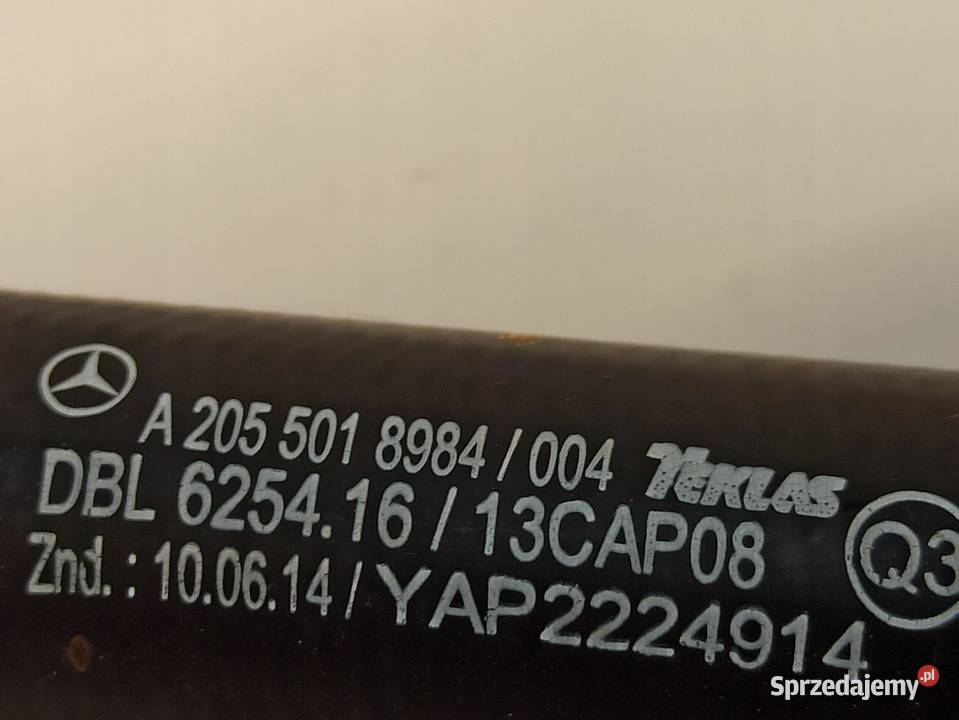 A 205 501 8984 / 004 TEKLAS
DBL 6254.16 / 13CAP08
Q3
Znd. : 10.06.14 / YAP2224914
Sprzedajemy.pl